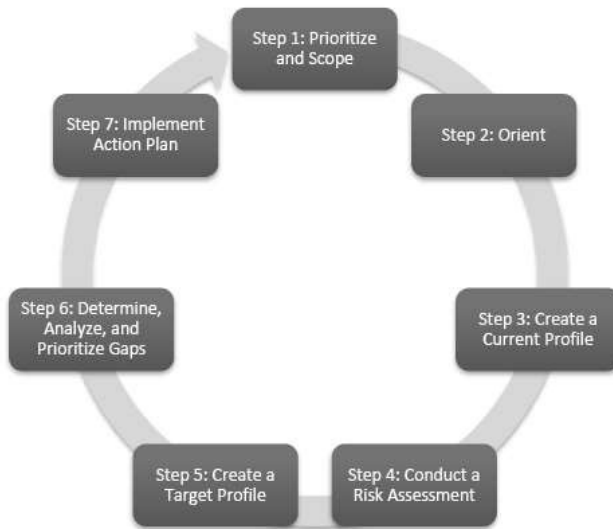 Step 1: Prioritize
and Scope
Step 2: Orient
Step 3: Create a
Current Profile
Step 4: Conduct a
Risk Assessment
Step 5: Create a
Target Profile
Step 6: Determine,
Analyze, and
Prioritize Gaps
Step 7: Implement
Action Plan